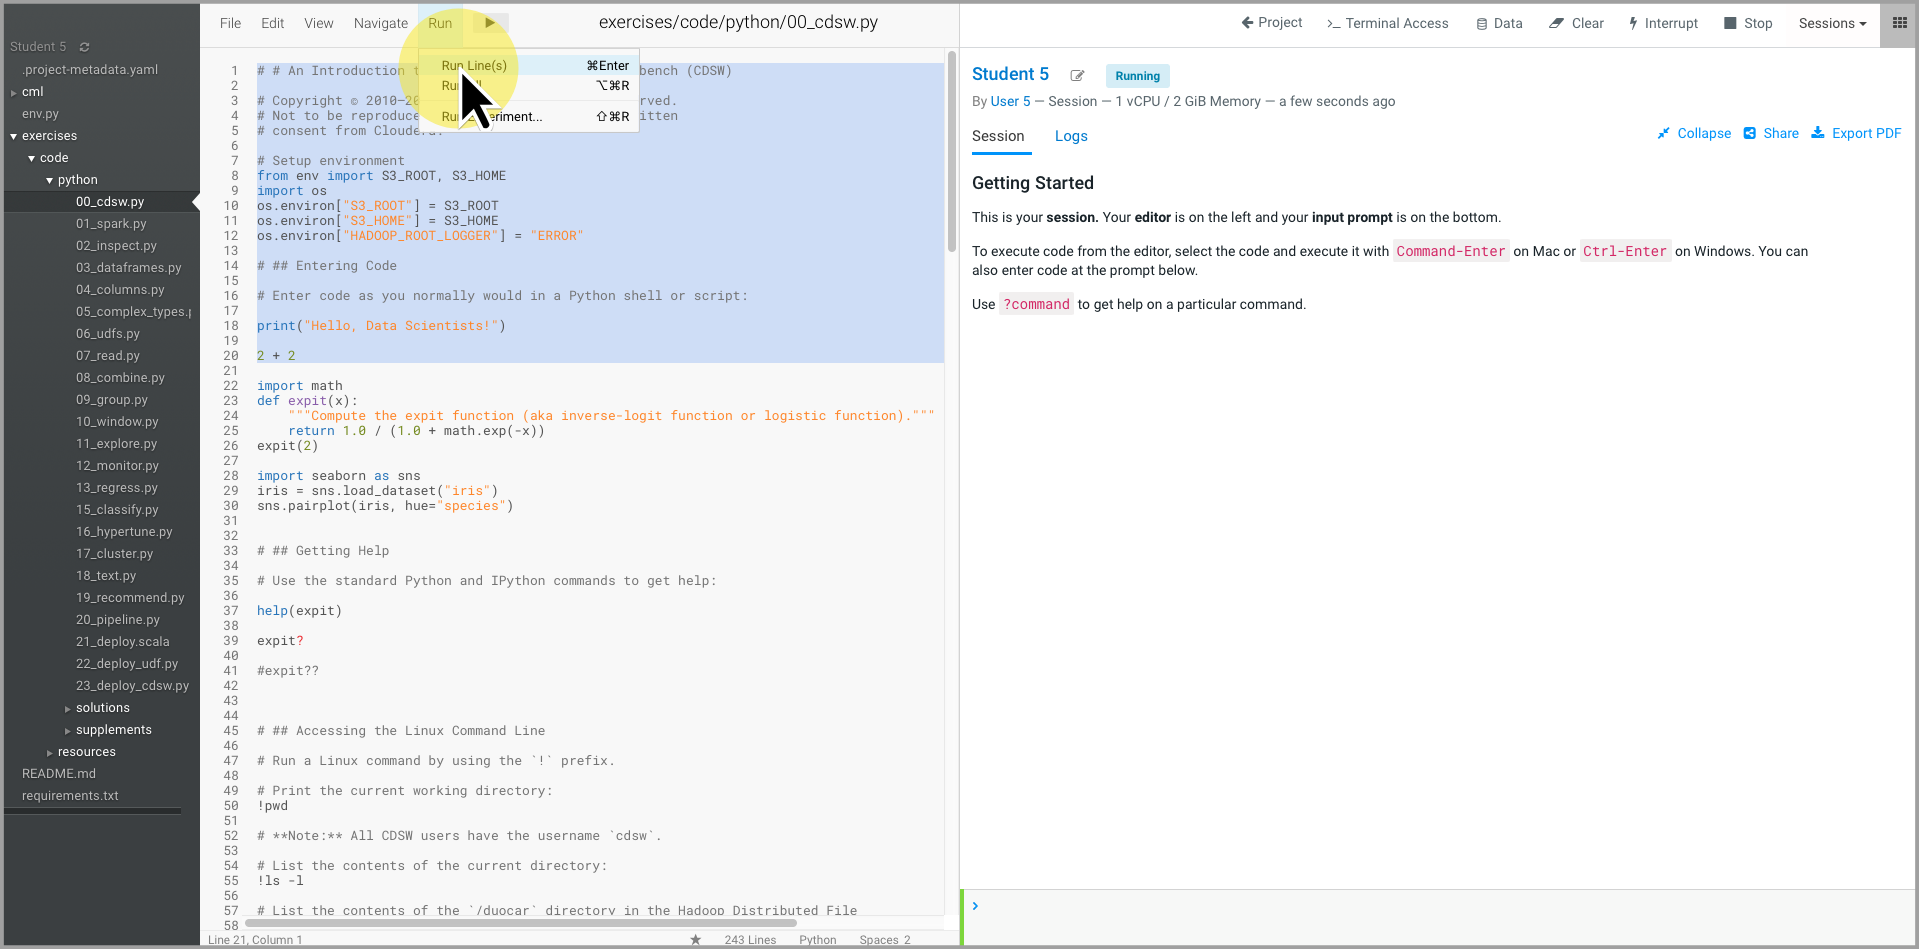 File Edit View Navigate Run
exercises/code/python/00_cdsw.py
Project Terminal Access Data Clear Interrupt Stop Sessions
Student 5
.project-metadata.yaml
cml
env.py
exercises
code
python
00_cdsw.py
01_spark.py
02_inspect.py
03_dataframes.py
04_columns.py
05_complex_types.p
06_udfs.py
07_read.py
08_combine.py
09_group.py
10_window.py
11_explore.py
12_monitor.py
13_regress.py
15_classify.py
16_hypertune.py
17_cluster.py
18_text.py
19_recommend.py
20_pipeline.py
21_deploy.scala
22_deploy_udf.py
23_deploy_cdsw.py
solutions
supplements
resources
README.md
requirements.txt
Run Line(s) ⌘Enter
⌥⌘R
⇧⌘R
1 # # An Introduction bench (CDSW)
2
3 # Copyright © 2010-20 rved.
4 # Not to be reproduce itten
5 # consent from Cloudera.
6
7 # Setup environment
8 from env import S3_ROOT, S3_HOME
9 import os
10 os.environ["S3_ROOT"] = S3_ROOT
11 os.environ["S3_HOME"] = S3_HOME
12 os.environ["HADOOP_ROOT_LOGGER"] = "ERROR"
13
14 # ## Entering Code
15
16 # Enter code as you normally would in a Python shell or script:
17
18 print("Hello, Data Scientists!")
19
20 2 + 2
21
22 import math
23 def expit(x):
24     """Compute the expit function (aka inverse-logit function or logistic function)."""
25     return 1.0 / (1.0 + math.exp(-x))
26 expit(2)
27
28 import seaborn as sns
29 iris = sns.load_dataset("iris")
30 sns.pairplot(iris, hue="species")
31
32
33 # ## Getting Help
34
35 # Use the standard Python and IPython commands to get help:
36
37 help(expit)
38
39 expit?
40
41 #expit??
42
43
44
45 # ## Accessing the Linux Command Line
46
47 # Run a Linux command by using the `!` prefix.
48
49 # Print the current working directory:
50 !pwd
51
52 # **Note:** All CDSW users have the username `cdsw`.
53
54 # List the contents of the current directory:
55 !ls -l
56
57 # List the contents of the `/duocar` directory in the Hadoop Distributed File
58
Line 21, Column 1 ★ 243 Lines Python Spaces 2
Student 5 Running
By User 5 — Session — 1 vCPU / 2 GiB Memory — a few seconds ago
Session Logs Collapse Share Export PDF
Getting Started
This is your session. Your editor is on the left and your input prompt is on the bottom.
To execute code from the editor, select the code and execute it with Command-Enter on Mac or Ctrl-Enter on Windows. You can
also enter code at the prompt below.
Use ?command to get help on a particular command.